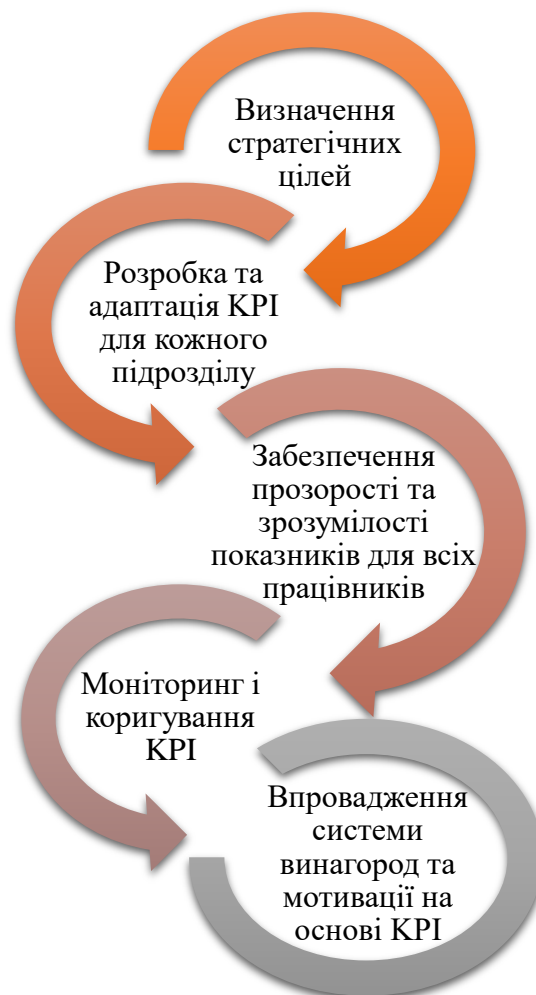 Визначення
стратегічних
цілей
Розробка та
адаптація KPI
для кожного
підрозділу
Забезпечення
прозорості та
зрозумілості
показників для всіх
працівників
Моніторинг і
коригування
KPI
Впровадження
системи
винагород та
мотивації на
основі KPI